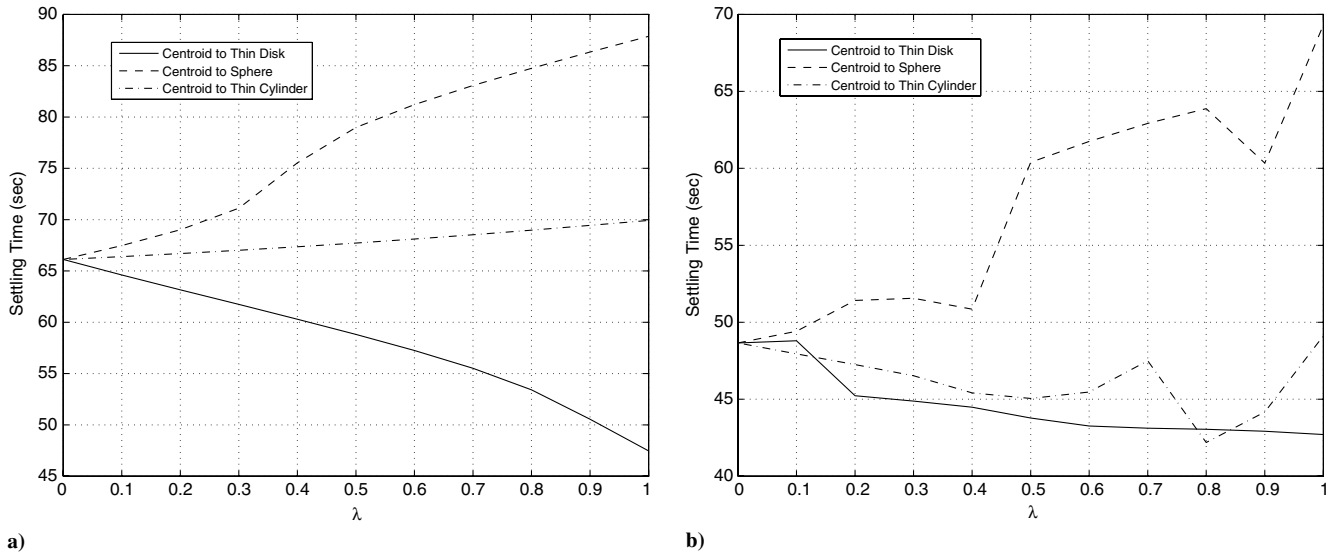 90
85
80
75
70
65
60
55
50
45
Settling Time (sec)
Centroid to Thin Disk
Centroid to Sphere
Centroid to Thin Cylinder
0 0.1 0.2 0.3 0.4 0.5 0.6 0.7 0.8 0.9 1
λ
a)
70
65
60
55
50
45
40
Settling Time (sec)
Centroid to Thin Disk
Centroid to Sphere
Centroid to Thin Cylinder
0 0.1 0.2 0.3 0.4 0.5 0.6 0.7 0.8 0.9 1
λ
b)